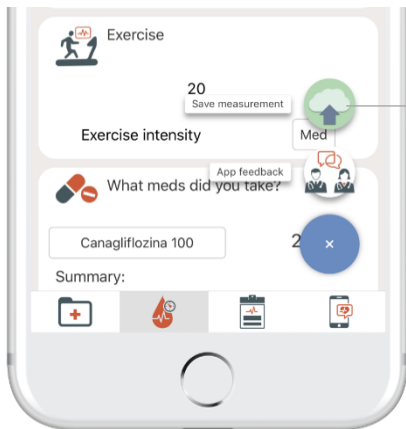 Exercise
20
Save measurement
Exercise intensity
Med
App feedback
What meds did you take?
Canagliflozina 100
2
×
Summary: